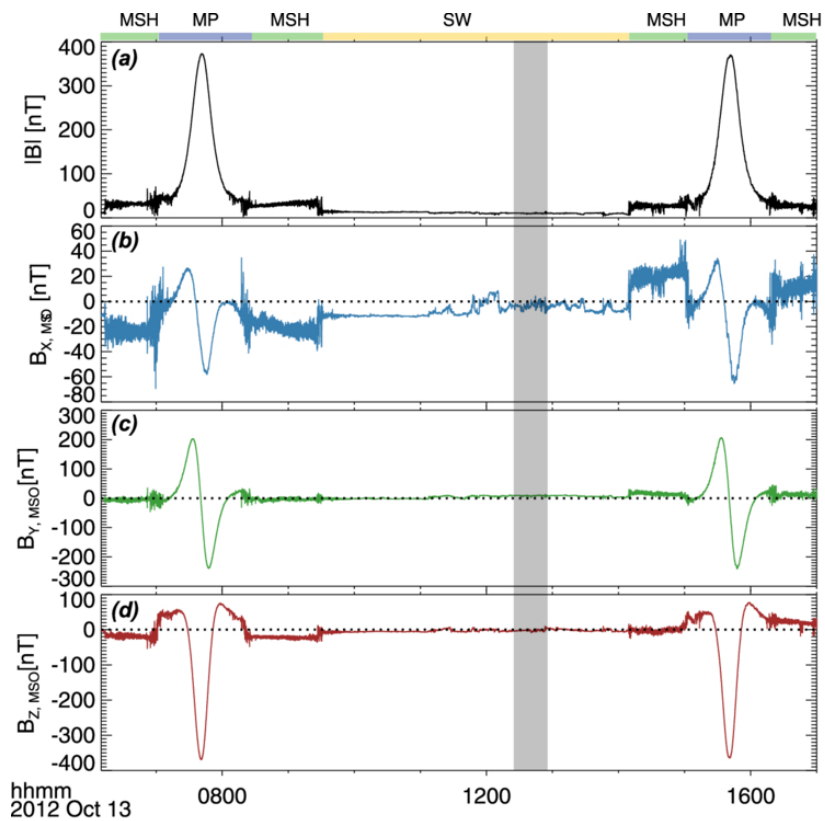 MSH MP MSH SW MSH MP MSH
(a)
|B| [nT]
400
300
200
100
0
(b)
B_X, MSO [nT]
60
40
20
0
-20
-40
-60
-80
(c)
B_Y, MSO [nT]
300
200
100
0
-100
-200
-300
(d)
B_Z, MSO [nT]
100
0
-100
-200
-300
-400
hhmm 0800 1200 1600
2012 Oct 13